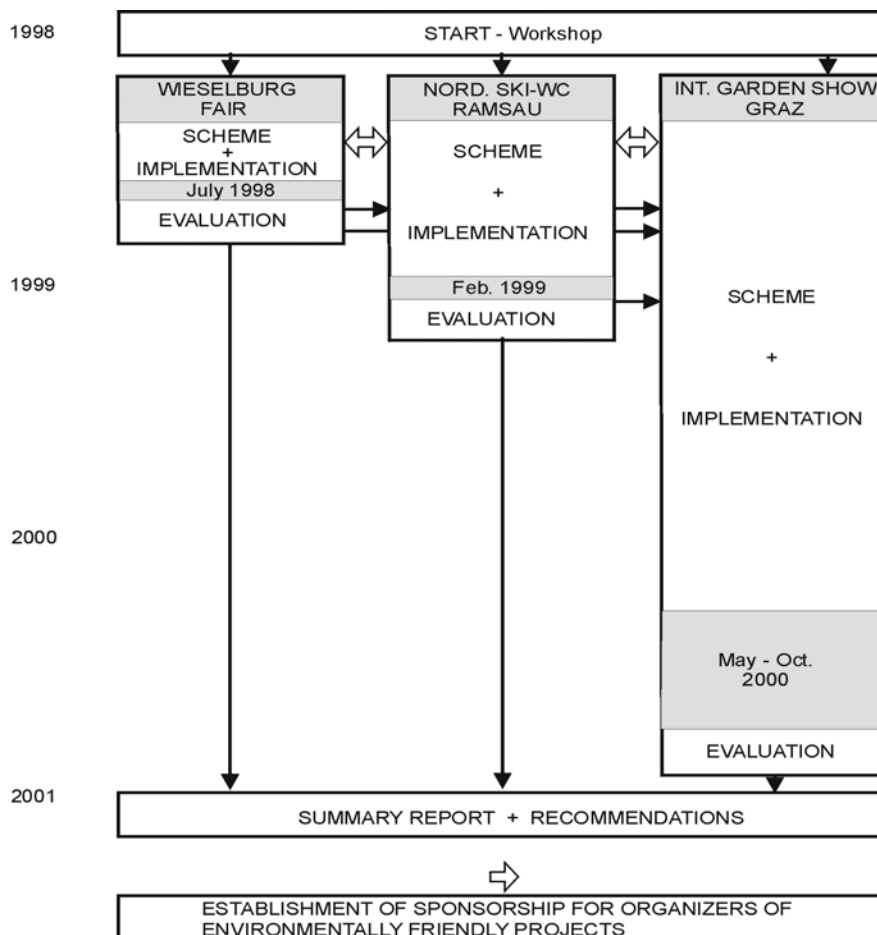 1998
START - Workshop
WIESELBURG
FAIR
SCHEME
+
IMPLEMENTATION
July 1998
EVALUATION
NORD. SKI-WC
RAMSAU
SCHEME
+
IMPLEMENTATION
Feb. 1999
EVALUATION
INT. GARDEN SHOW
GRAZ
SCHEME
+
IMPLEMENTATION
May - Oct.
2000
EVALUATION
1999
2000
2001
SUMMARY REPORT + RECOMMENDATIONS
ESTABLISHMENT OF SPONSORSHIP FOR ORGANIZERS OF
ENVIRONMENTALLY FRIENDLY PROJECTS